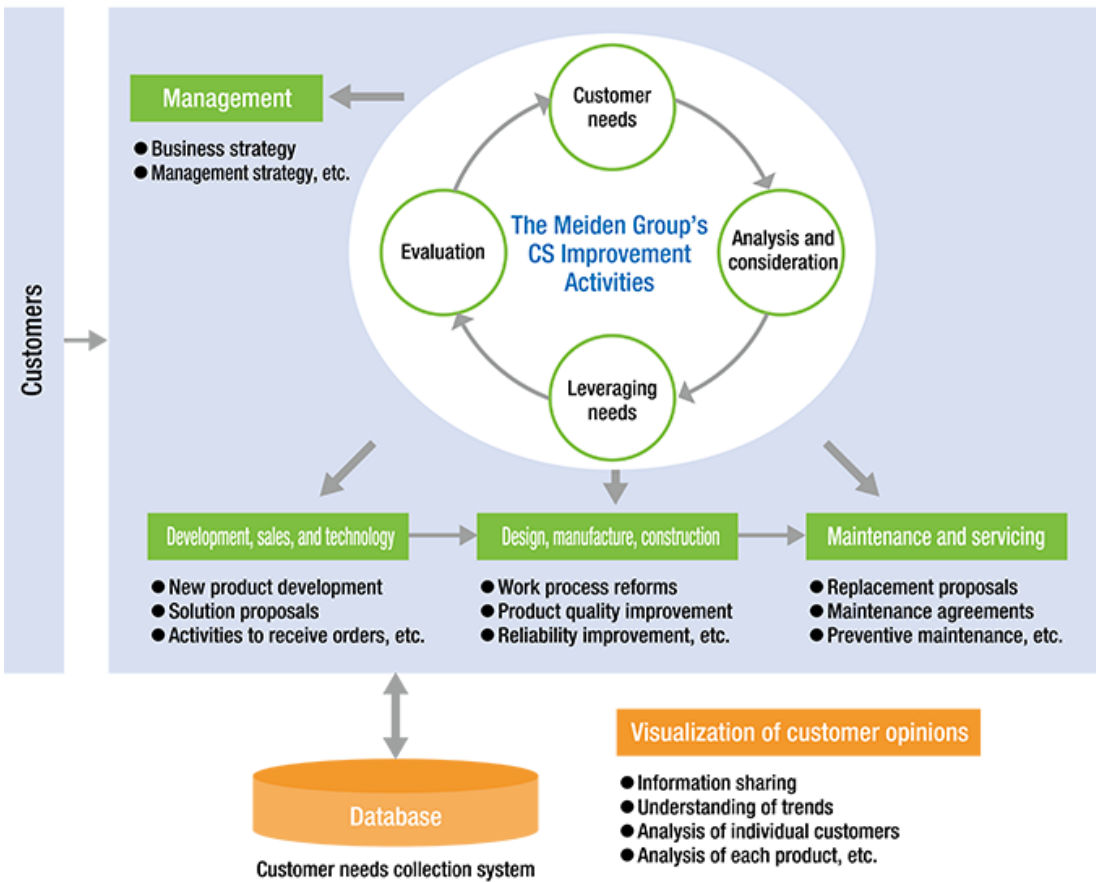 Customers
Management
● Business strategy
● Management strategy, etc.
Customer
needs
Analysis and
consideration
Leveraging
needs
Evaluation
The Meiden Group’s
CS Improvement
Activities
Development, sales, and technology
● New product development
● Solution proposals
● Activities to receive orders, etc.
Design, manufacture, construction
● Work process reforms
● Product quality improvement
● Reliability improvement, etc.
Maintenance and servicing
● Replacement proposals
● Maintenance agreements
● Preventive maintenance, etc.
Database
Customer needs collection system
Visualization of customer opinions
● Information sharing
● Understanding of trends
● Analysis of individual customers
● Analysis of each product, etc.